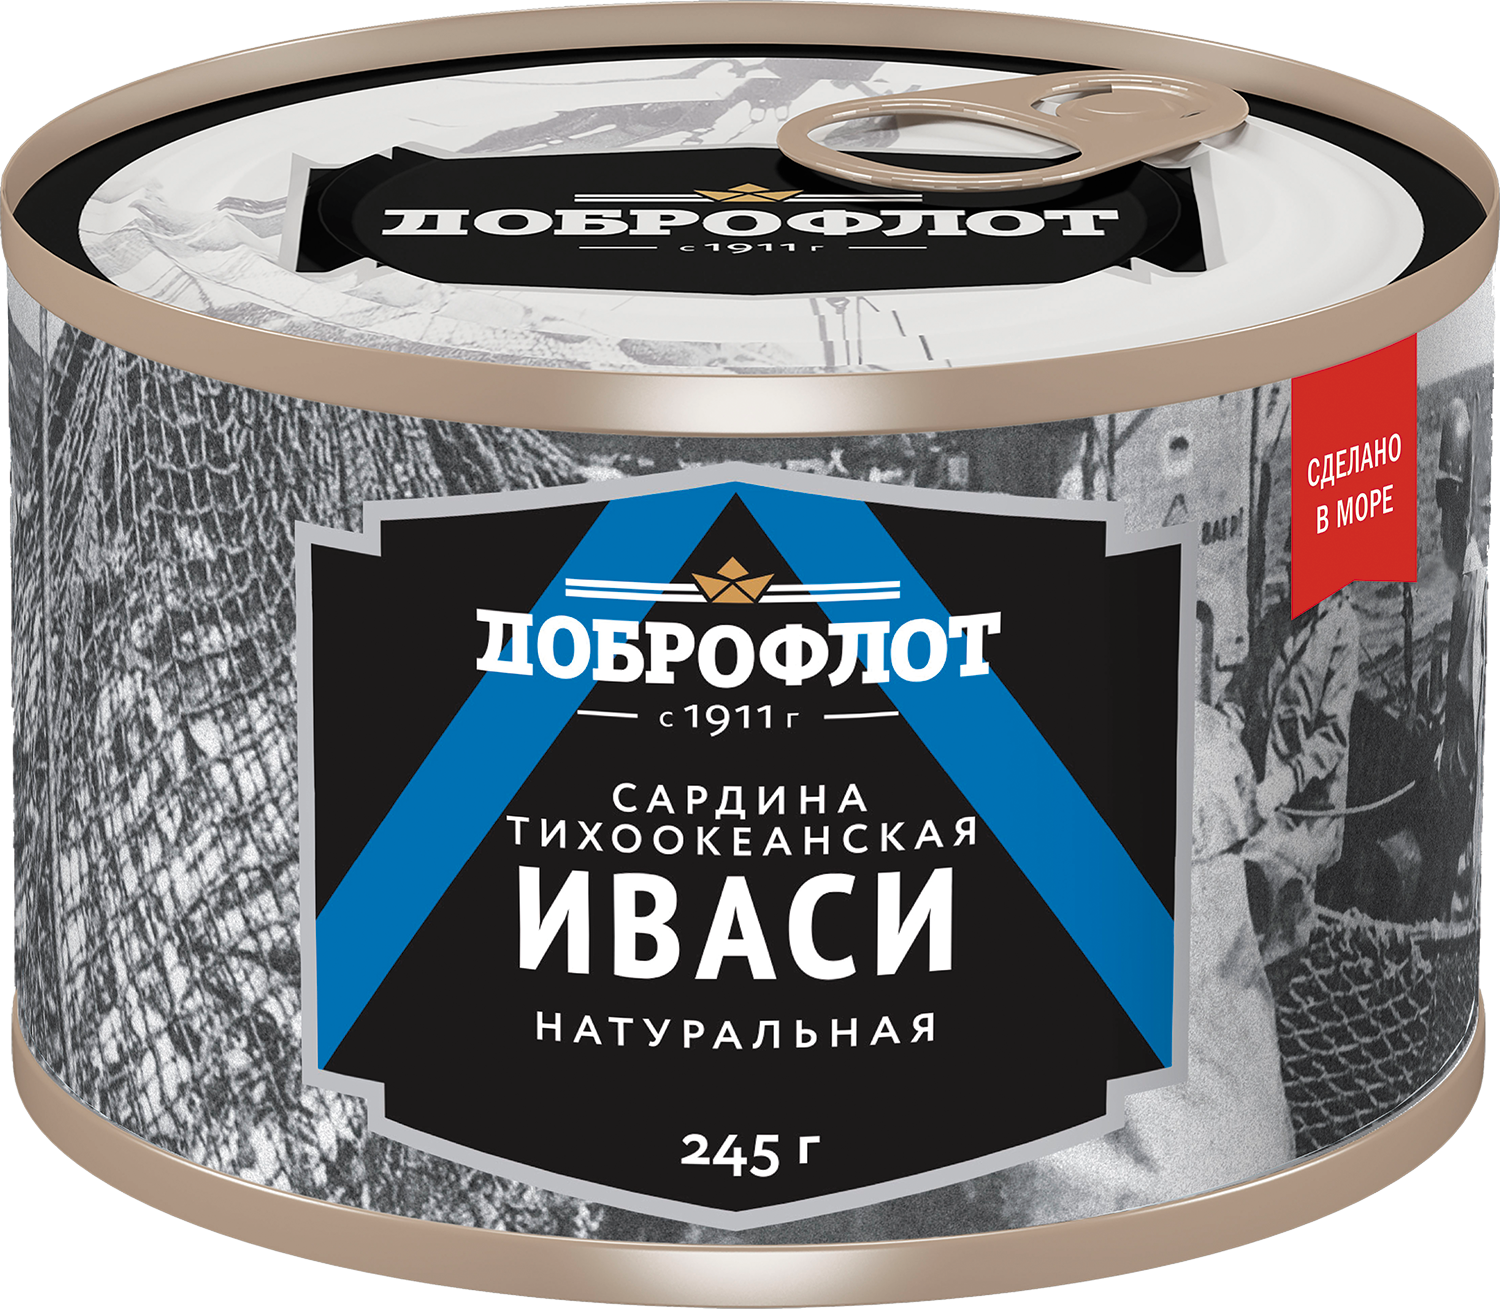 ДОБРОФЛОТ
с 1911 г
СДЕЛАНО
В МОРЕ
ДОБРОФЛОТ
с 1911 г
САРДИНА
ТИХООКЕАНСКАЯ
ИВАСИ
НАТУРАЛЬНАЯ
245 г